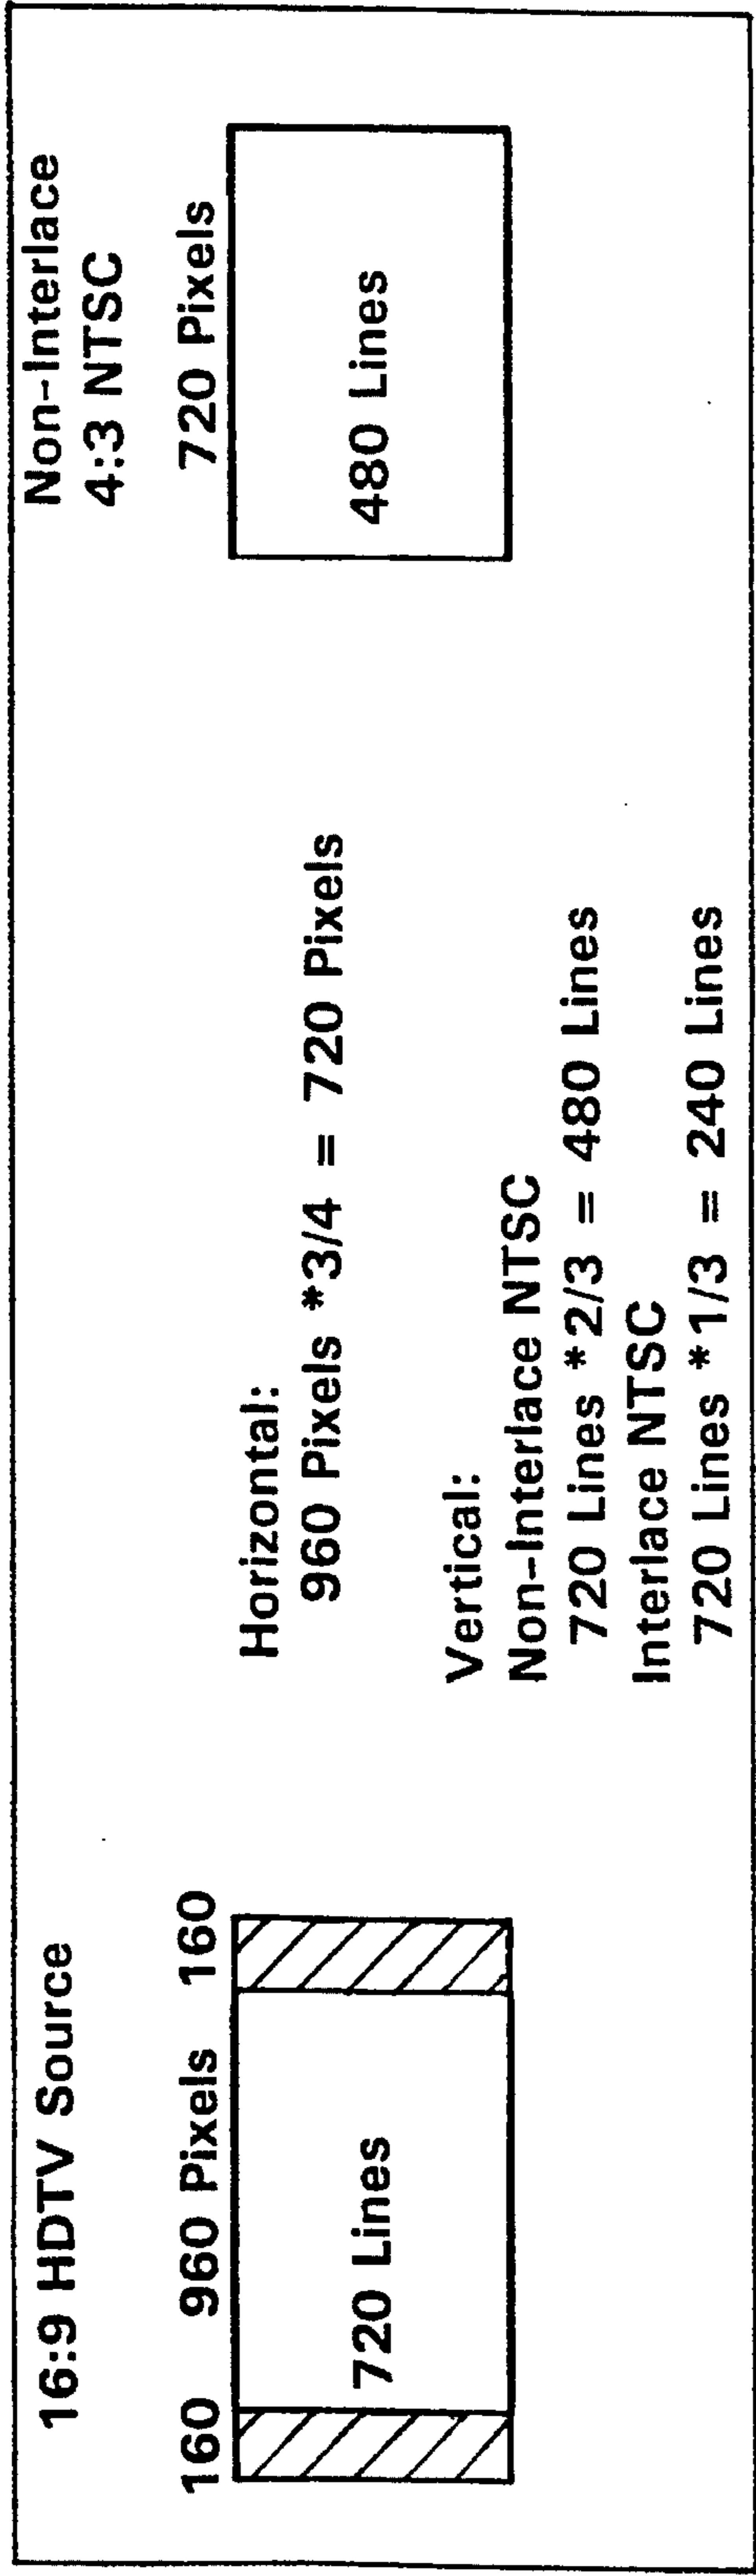 16:9 HDTV Source
160 960 Pixels 160
720 Lines
Horizontal:
960 Pixels *3/4 = 720 Pixels
Vertical:
Non-Interlace NTSC
720 Lines *2/3 = 480 Lines
Interlace NTSC
720 Lines *1/3 = 240 Lines
Non-Interlace
4:3 NTSC
720 Pixels
480 Lines